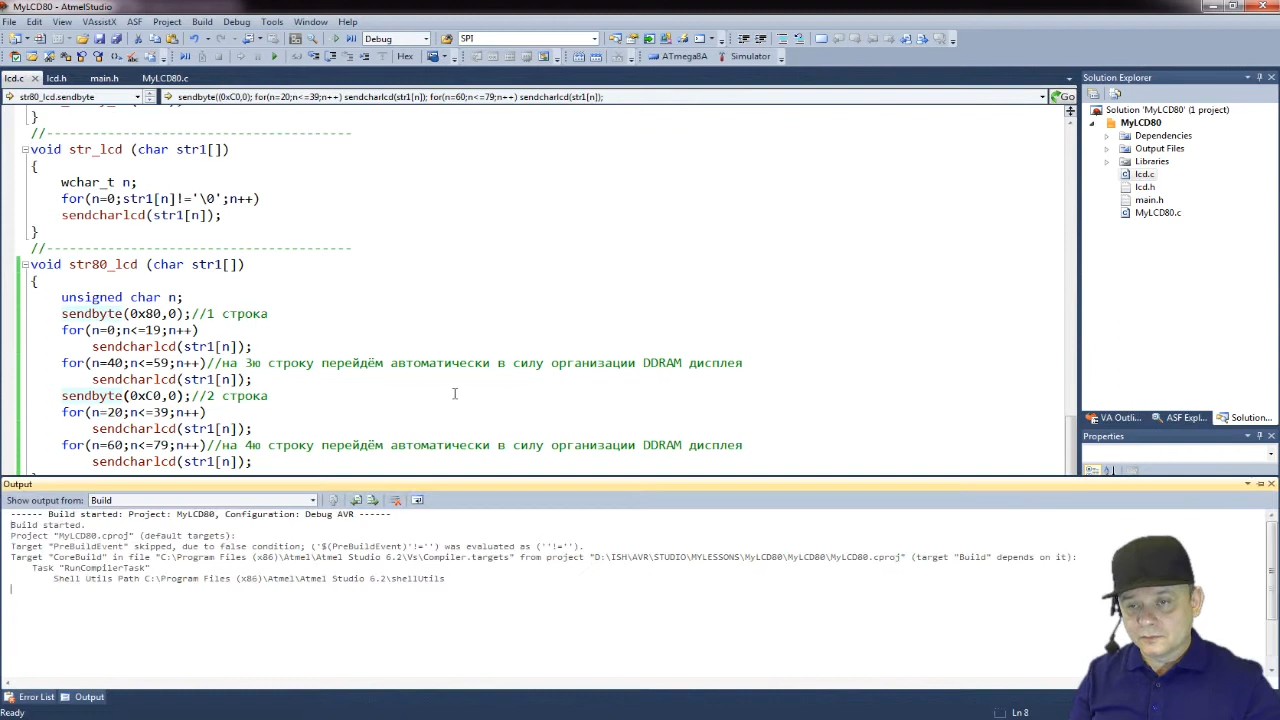 MyLCD80 - AtmelStudio
File Edit View VAssistX ASF Project Build Debug Tools Window Help
Debug SPI
Hex ATmega8A Simulator
lcd.c lcd.h main.h MyLCD80.c
str80_lcd.sendbyte sendbyte((0xC0,0); for(n=20;n<=39;n++) sendcharlcd(str1[n]); for(n=60;n<=79;n++) sendcharlcd(str1[n]); Go
}
//----------------------------------------
void str_lcd (char str1[])
{
wchar_t n;
for(n=0;str1[n]!='\0';n++)
sendcharlcd(str1[n]);
}
//----------------------------------------
void str80_lcd (char str1[])
{
unsigned char n;
sendbyte(0x80,0);//1 строка
for(n=0;n<=19;n++)
sendcharlcd(str1[n]);
for(n=40;n<=59;n++)//на 3ю строку перейдём автоматически в силу организации DDRAM дисплея
sendcharlcd(str1[n]);
sendbyte(0xC0,0);//2 строка
for(n=20;n<=39;n++)
sendcharlcd(str1[n]);
for(n=60;n<=79;n++)//на 4ю строку перейдём автоматически в силу организации DDRAM дисплея
sendcharlcd(str1[n]);
Solution Explorer
Solution 'MyLCD80' (1 project)
MyLCD80
Dependencies
Output Files
Libraries
lcd.c
lcd.h
main.h
MyLCD80.c
VA Outli... ASF Expl... Solution...
Properties
Output
Show output from: Build
------ Build started: Project: MyLCD80, Configuration: Debug AVR ------
Build started.
Project "MyLCD80.cproj" (default targets):
Target "PreBuildEvent" skipped, due to false condition; ('$(PreBuildEvent)'!='') was evaluated as (''!='').
Target "CoreBuild" in file "C:\Program Files (x86)\Atmel\Atmel Studio 6.2\Vs\Compiler.targets" from project "D:\ISH\AVR\STUDIO\MYLESSONS\MyLCD80\MyLCD80\MyLCD80.cproj" (target "Build" depends on it):
Task "RunCompilerTask"
Shell Utils Path C:\Program Files (x86)\Atmel\Atmel Studio 6.2\shellUtils
Error List Output
Ready Ln 8